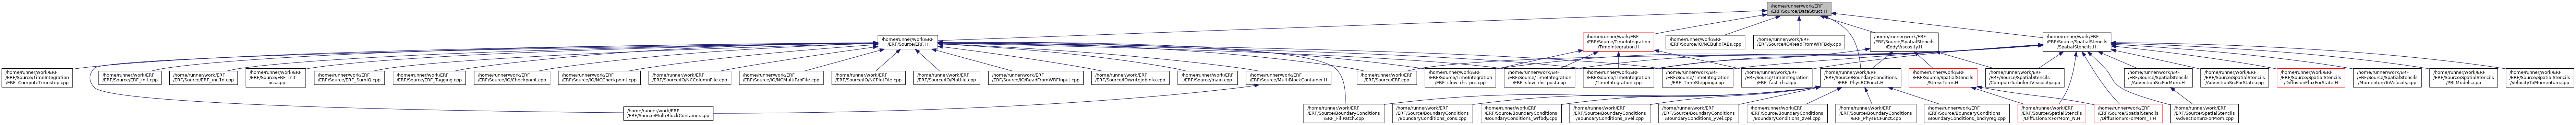 /home/runner/work/ERF
/ERF/Source/DataStruct.H
/home/runner/work/ERF
/ERF/Source/ERF.H
/home/runner/work/ERF
/ERF/Source/TimeIntegration
/TimeIntegration.H
/home/runner/work/ERF
/ERF/Source/IO/NCBuildFABs.cpp
/home/runner/work/ERF
/ERF/Source/IO/ReadFromWRFBdy.cpp
/home/runner/work/ERF
/ERF/Source/SpatialStencils
/EddyViscosity.H
/home/runner/work/ERF
/ERF/Source/SpatialStencils
/SpatialStencils.H
/home/runner/work/ERF
/ERF/Source/TimeIntegration
/ERF_ComputeTimestep.cpp
/home/runner/work/ERF
/ERF/Source/ERF_init.cpp
/home/runner/work/ERF
/ERF/Source/ERF_init1d.cpp
/home/runner/work/ERF
/ERF/Source/ERF_init
_bcs.cpp
/home/runner/work/ERF
/ERF/Source/ERF_SumIQ.cpp
/home/runner/work/ERF
/ERF/Source/ERF_Tagging.cpp
/home/runner/work/ERF
/ERF/Source/IO/Checkpoint.cpp
/home/runner/work/ERF
/ERF/Source/IO/NCCheckpoint.cpp
/home/runner/work/ERF
/ERF/Source/IO/NCColumnFile.cpp
/home/runner/work/ERF
/ERF/Source/IO/NCMultiFabFile.cpp
/home/runner/work/ERF
/ERF/Source/IO/NCPlotFile.cpp
/home/runner/work/ERF
/ERF/Source/IO/Plotfile.cpp
/home/runner/work/ERF
/ERF/Source/IO/ReadFromWRFInput.cpp
/home/runner/work/ERF
/ERF/Source/IO/writeJobInfo.cpp
/home/runner/work/ERF
/ERF/Source/main.cpp
/home/runner/work/ERF
/ERF/Source/MultiBlockContainer.H
/home/runner/work/ERF
/ERF/Source/ERF.cpp
/home/runner/work/ERF
/ERF/Source/TimeIntegration
/ERF_slow_rhs_pre.cpp
/home/runner/work/ERF
/ERF/Source/TimeIntegration
/ERF_slow_rhs_post.cpp
/home/runner/work/ERF
/ERF/Source/TimeIntegration
/TimeIntegration.cpp
/home/runner/work/ERF
/ERF/Source/TimeIntegration
/ERF_TimeStepping.cpp
/home/runner/work/ERF
/ERF/Source/TimeIntegration
/ERF_fast_rhs.cpp
/home/runner/work/ERF
/ERF/Source/BoundaryConditions
/ERF_PhysBCFunct.H
/home/runner/work/ERF
/ERF/Source/SpatialStencils
/StressTerm.H
/home/runner/work/ERF
/ERF/Source/SpatialStencils
/ComputeTurbulentViscosity.cpp
/home/runner/work/ERF
/ERF/Source/SpatialStencils
/AdvectionSrcForMom.H
/home/runner/work/ERF
/ERF/Source/SpatialStencils
/AdvectionSrcForState.cpp
/home/runner/work/ERF
/ERF/Source/SpatialStencils
/DiffusionFluxForState.H
/home/runner/work/ERF
/ERF/Source/SpatialStencils
/MomentumToVelocity.cpp
/home/runner/work/ERF
/ERF/Source/SpatialStencils
/PBLModels.cpp
/home/runner/work/ERF
/ERF/Source/SpatialStencils
/VelocityToMomentum.cpp
/home/runner/work/ERF
/ERF/Source/MultiBlockContainer.cpp
/home/runner/work/ERF
/ERF/Source/BoundaryConditions
/ERF_FillPatch.cpp
/home/runner/work/ERF
/ERF/Source/BoundaryConditions
/BoundaryConditions_cons.cpp
/home/runner/work/ERF
/ERF/Source/BoundaryConditions
/BoundaryConditions_wrfbdy.cpp
/home/runner/work/ERF
/ERF/Source/BoundaryConditions
/BoundaryConditions_xvel.cpp
/home/runner/work/ERF
/ERF/Source/BoundaryConditions
/BoundaryConditions_yvel.cpp
/home/runner/work/ERF
/ERF/Source/BoundaryConditions
/BoundaryConditions_zvel.cpp
/home/runner/work/ERF
/ERF/Source/BoundaryConditions
/ERF_PhysBCFunct.cpp
/home/runner/work/ERF
/ERF/Source/BoundaryConditions
/BoundaryConditions_bndryreg.cpp
/home/runner/work/ERF
/ERF/Source/SpatialStencils
/DiffusionSrcForMom_N.H
/home/runner/work/ERF
/ERF/Source/SpatialStencils
/DiffusionSrcForMom_T.H
/home/runner/work/ERF
/ERF/Source/SpatialStencils
/AdvectionSrcForMom.cpp